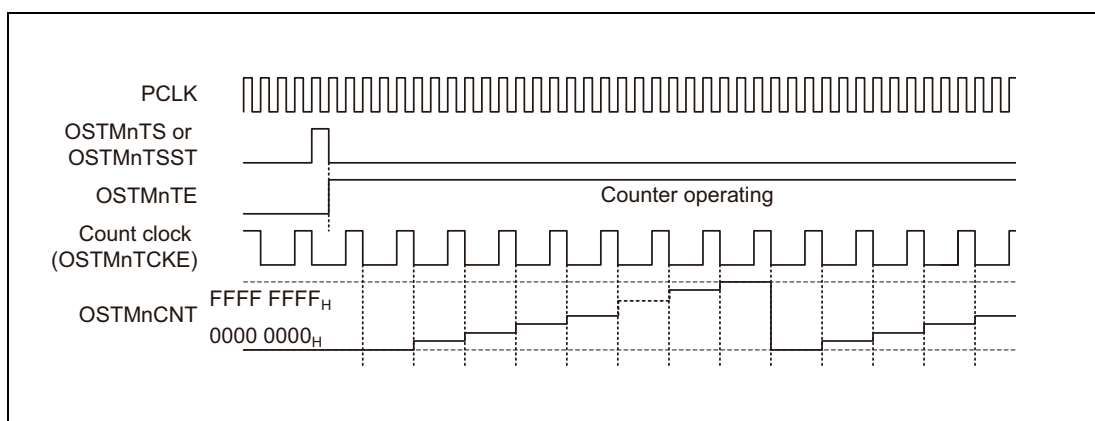 PCLK
OSTMnTS or
OSTMnTSST
OSTMnTE
Counter operating
Count clock
(OSTMnTCKE)
FFFF FFFFH
OSTMnCNT
0000 0000H